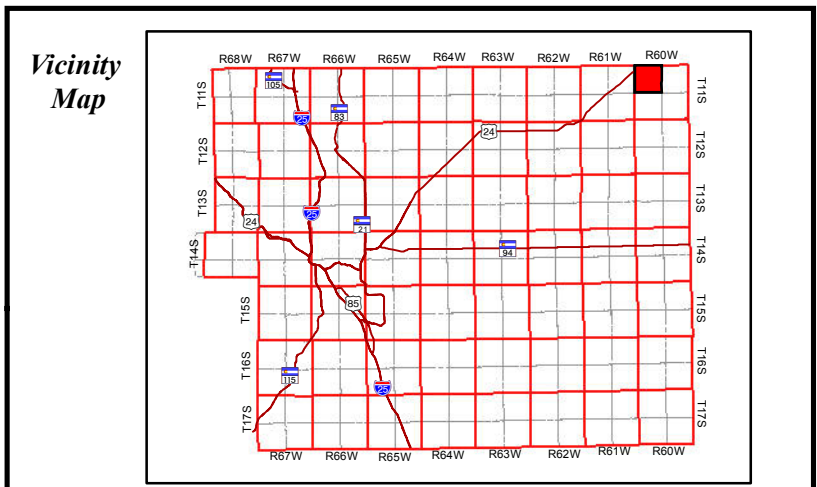 Vicinity
Map
R68W R67W R66W R65W R64W R63W R62W R61W R60W
T11S T11S
105
25
83
24
T12S T12S
T13S T13S
24
25
21
T14S T14S
94
85
T15S T15S
T16S T16S
115
25
T17S T17S
R67W R66W R65W R64W R63W R62W R61W R60W